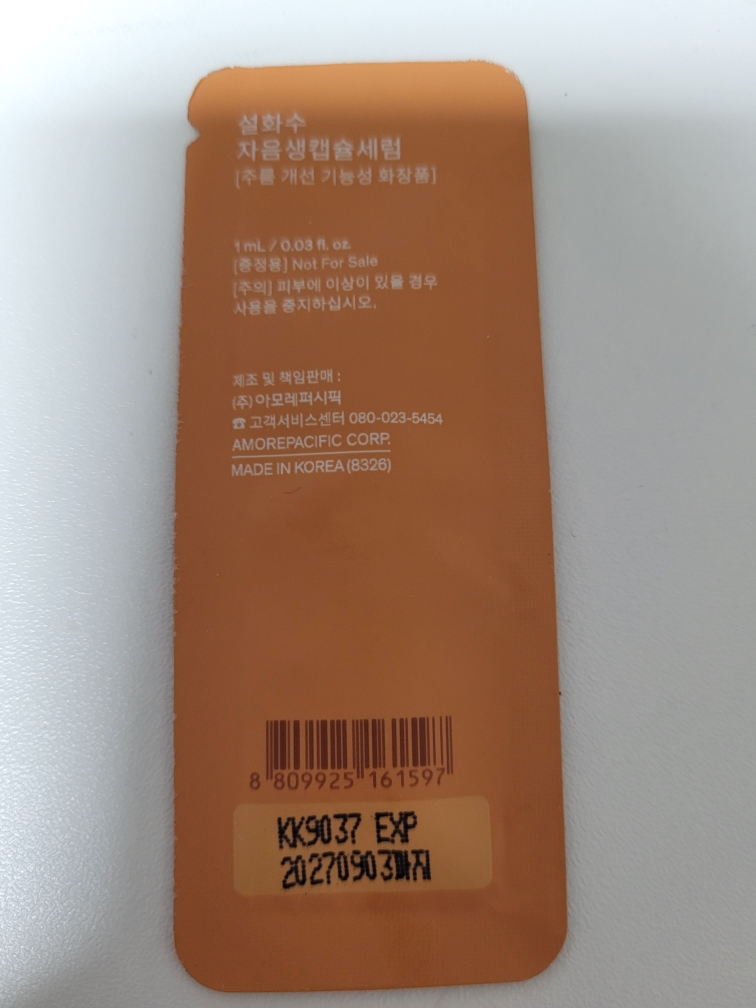 설화수
자음생캡슐세럼
[주름 개선 기능성 화장품]
1 mL / 0.03 fl. oz.
[증정용] Not For Sale
[주의] 피부에 이상이 있을 경우
사용을 중지하십시오.
제조 및 책임판매 :
(주)아모레퍼시픽
☎ 고객서비스센터 080-023-5454
AMOREPACIFIC CORP.
MADE IN KOREA (8326)
8 809925 161597
KK9037 EXP
20270903까지